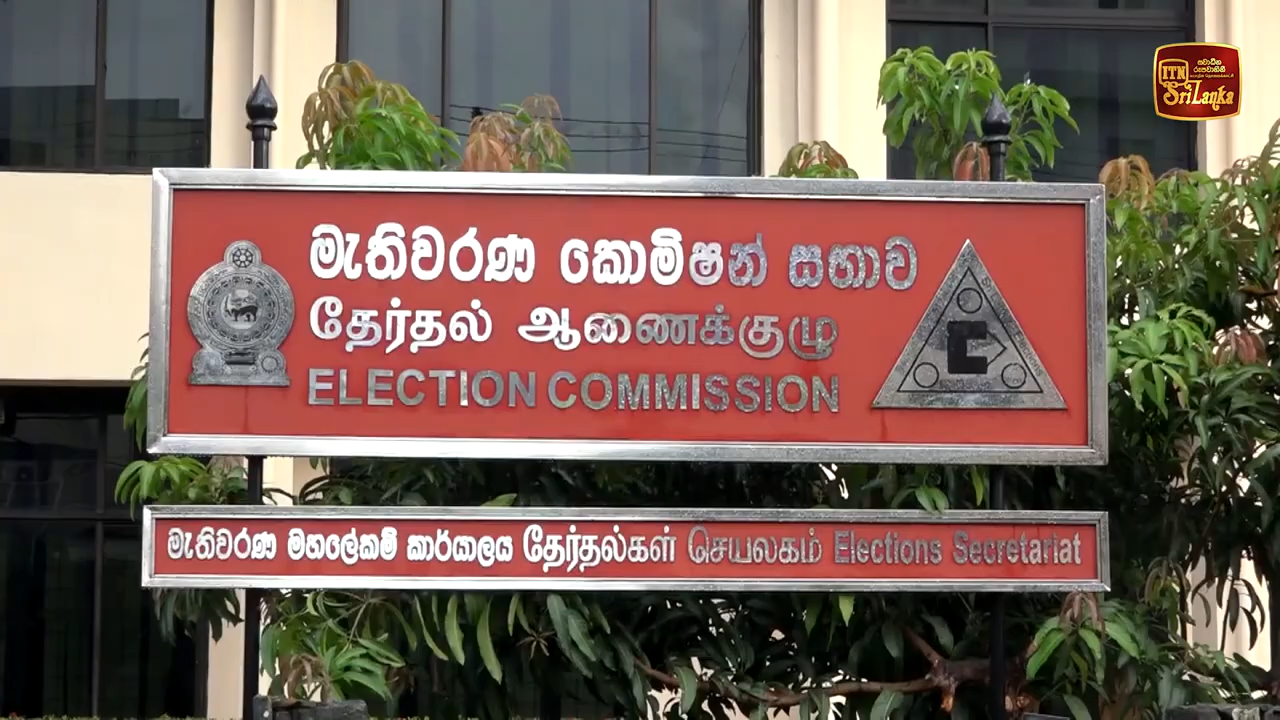 මැතිවරණ කොමිෂන් සභාව
தேர்தல் ஆணைக்குழு
ELECTION COMMISSION
මැතිවරණ මහලේකම් කාර්යාලය தேர்தல்கள் செயலகம் Elections Secretariat
ITN
Sri Lanka